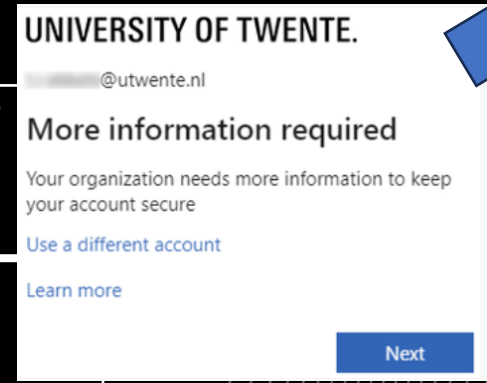 UNIVERSITY OF TWENTE.
@utwente.nl
More information required
Your organization needs more information to keep
your account secure
Use a different account
Learn more
Next